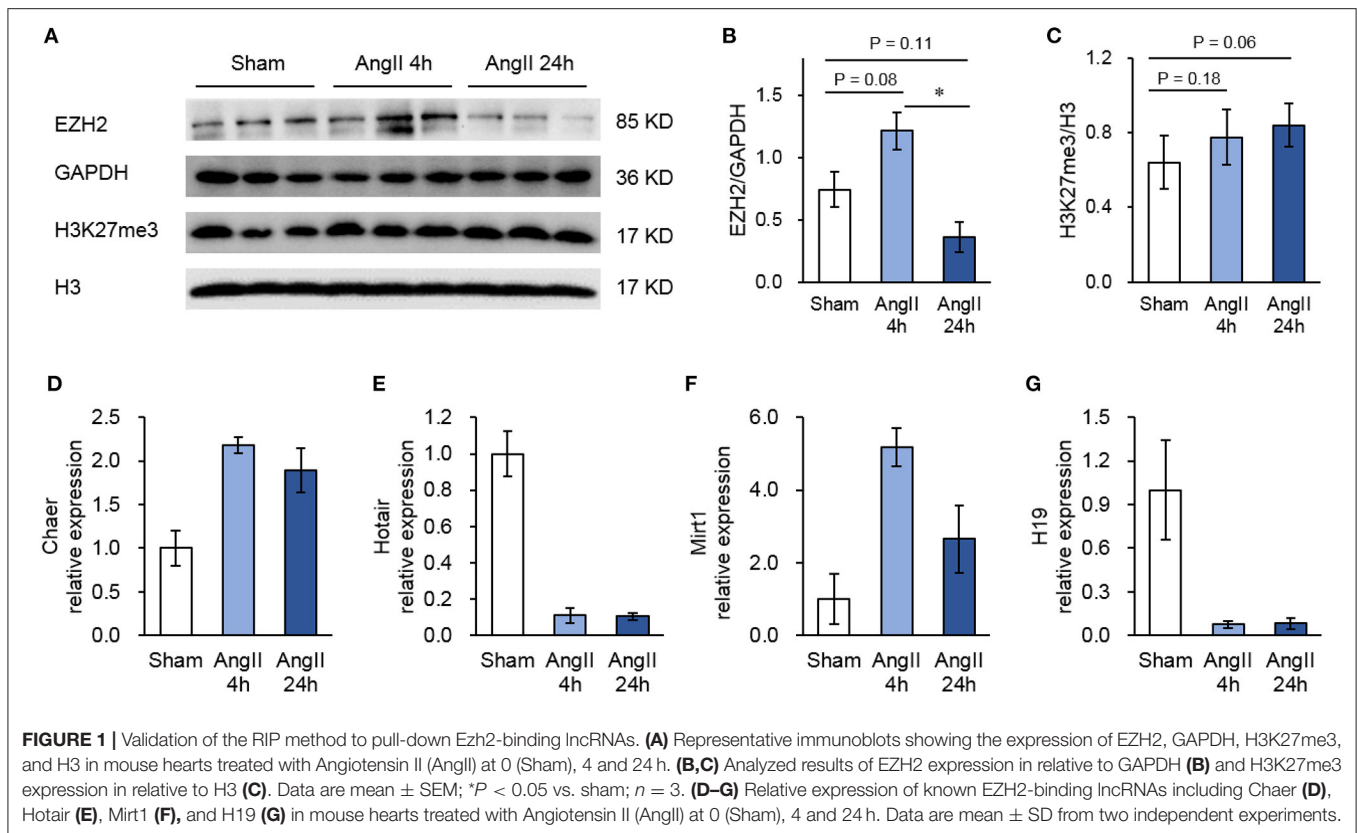 A
Sham AngII 4h AngII 24h
EZH2 85 KD
GAPDH 36 KD
H3K27me3 17 KD
H3 17 KD
B
P = 0.11
P = 0.08
*
EZH2/GAPDH
1.5
1.0
0.5
0.0
Sham AngII AngII
4h 24h
C
P = 0.06
P = 0.18
H3K27me3/H3
1.2
0.8
0.4
0.0
Sham AngII AngII
4h 24h
D
Chaer
relative expression
2.5
2.0
1.5
1.0
0.5
0.0
Sham AngII AngII
4h 24h
E
Hotair
relative expression
1.2
1.0
0.8
0.6
0.4
0.2
0.0
Sham AngII AngII
4h 24h
F
Mirt1
relative expression
6.0
4.0
2.0
0.0
Sham AngII AngII
4h 24h
G
H19
relative expression
1.5
1.2
0.9
0.6
0.3
0.0
Sham AngII AngII
4h 24h
FIGURE 1 | Validation of the RIP method to pull-down Ezh2-binding lncRNAs. (A) Representative immunoblots showing the expression of EZH2, GAPDH, H3K27me3,
and H3 in mouse hearts treated with Angiotensin II (AngII) at 0 (Sham), 4 and 24 h. (B,C) Analyzed results of EZH2 expression in relative to GAPDH (B) and H3K27me3
expression in relative to H3 (C). Data are mean ± SEM; *P < 0.05 vs. sham; n = 3. (D–G) Relative expression of known EZH2-binding lncRNAs including Chaer (D),
Hotair (E), Mirt1 (F), and H19 (G) in mouse hearts treated with Angiotensin II (AngII) at 0 (Sham), 4 and 24 h. Data are mean ± SD from two independent experiments.